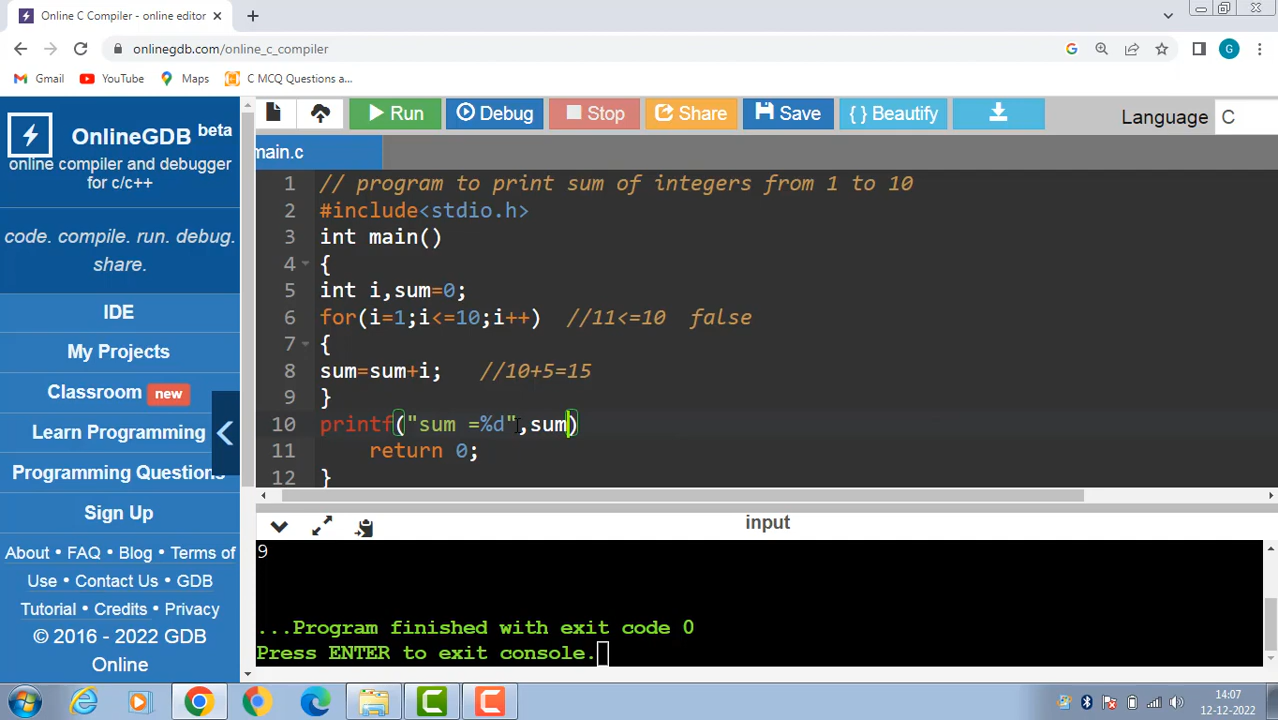 Online C Compiler - online editor
onlinegdb.com/online_c_compiler
G
Gmail YouTube Maps C MCQ Questions a...
OnlineGDB beta
online compiler and debugger
for c/c++
code. compile. run. debug.
share.
IDE
My Projects
Classroom new
Learn Programming
Programming Questions
Sign Up
About • FAQ • Blog • Terms of
Use • Contact Us • GDB
Tutorial • Credits • Privacy
© 2016 - 2022 GDB
Online
Run Debug Stop Share Save { } Beautify Language C
main.c
1 // program to print sum of integers from 1 to 10
2 #include<stdio.h>
3 int main()
4 {
5 int i,sum=0;
6 for(i=1;i<=10;i++) //11<=10 false
7 {
8 sum=sum+i; //10+5=15
9 }
10 printf("sum =%d",sum)
11 return 0;
12 }
input
9
...Program finished with exit code 0
Press ENTER to exit console.
14:07
12-12-2022